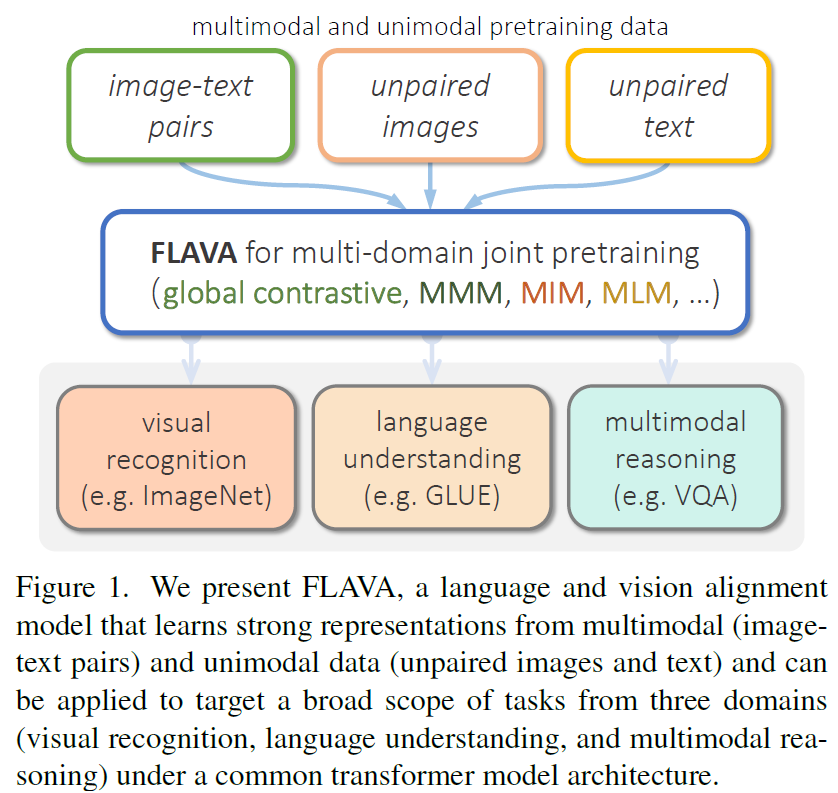 multimodal and unimodal pretraining data
image-text
pairs
unpaired
images
unpaired
text
FLAVA for multi-domain joint pretraining
(global contrastive, MMM, MIM, MLM, ...)
visual
recognition
(e.g. ImageNet)
language
understanding
(e.g. GLUE)
multimodal
reasoning
(e.g. VQA)
Figure 1. We present FLAVA, a language and vision alignment
model that learns strong representations from multimodal (image-
text pairs) and unimodal data (unpaired images and text) and can
be applied to target a broad scope of tasks from three domains
(visual recognition, language understanding, and multimodal rea-
soning) under a common transformer model architecture.